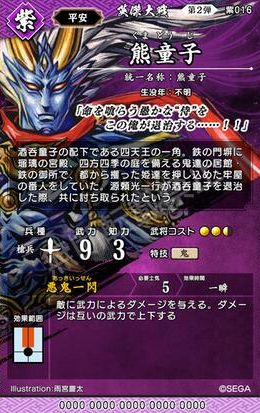 紫
平安
英傑大戦
第2弾
紫016
くまどうじ
熊童子
統一名称：熊童子
生没年：不明
「命を喰らう愚かな“侍”を
この俺が退治する……！！」
酒呑童子の配下である四天王の一角。鉄の門塀に
瑠璃の宮殿、四方四季の庭を備える鬼達の居館・
鉄の御所で、都から攫った姫達を押し込めた牢屋
の番人をしていた。源頼光一行が酒呑童子を退治
した際、共に討ち取られたという。
兵種
武力
知力
武将コスト
槍兵
9
3
特技
鬼
あっきいっせん
悪鬼一閃
必要士気
5
効果時間
一瞬
効果範囲
敵に武力によるダメージを与える。ダメー
ジは互いの武力で上下する
Illustration:雨宮慶太
©SEGA
0000-0000-0000-0000-0000